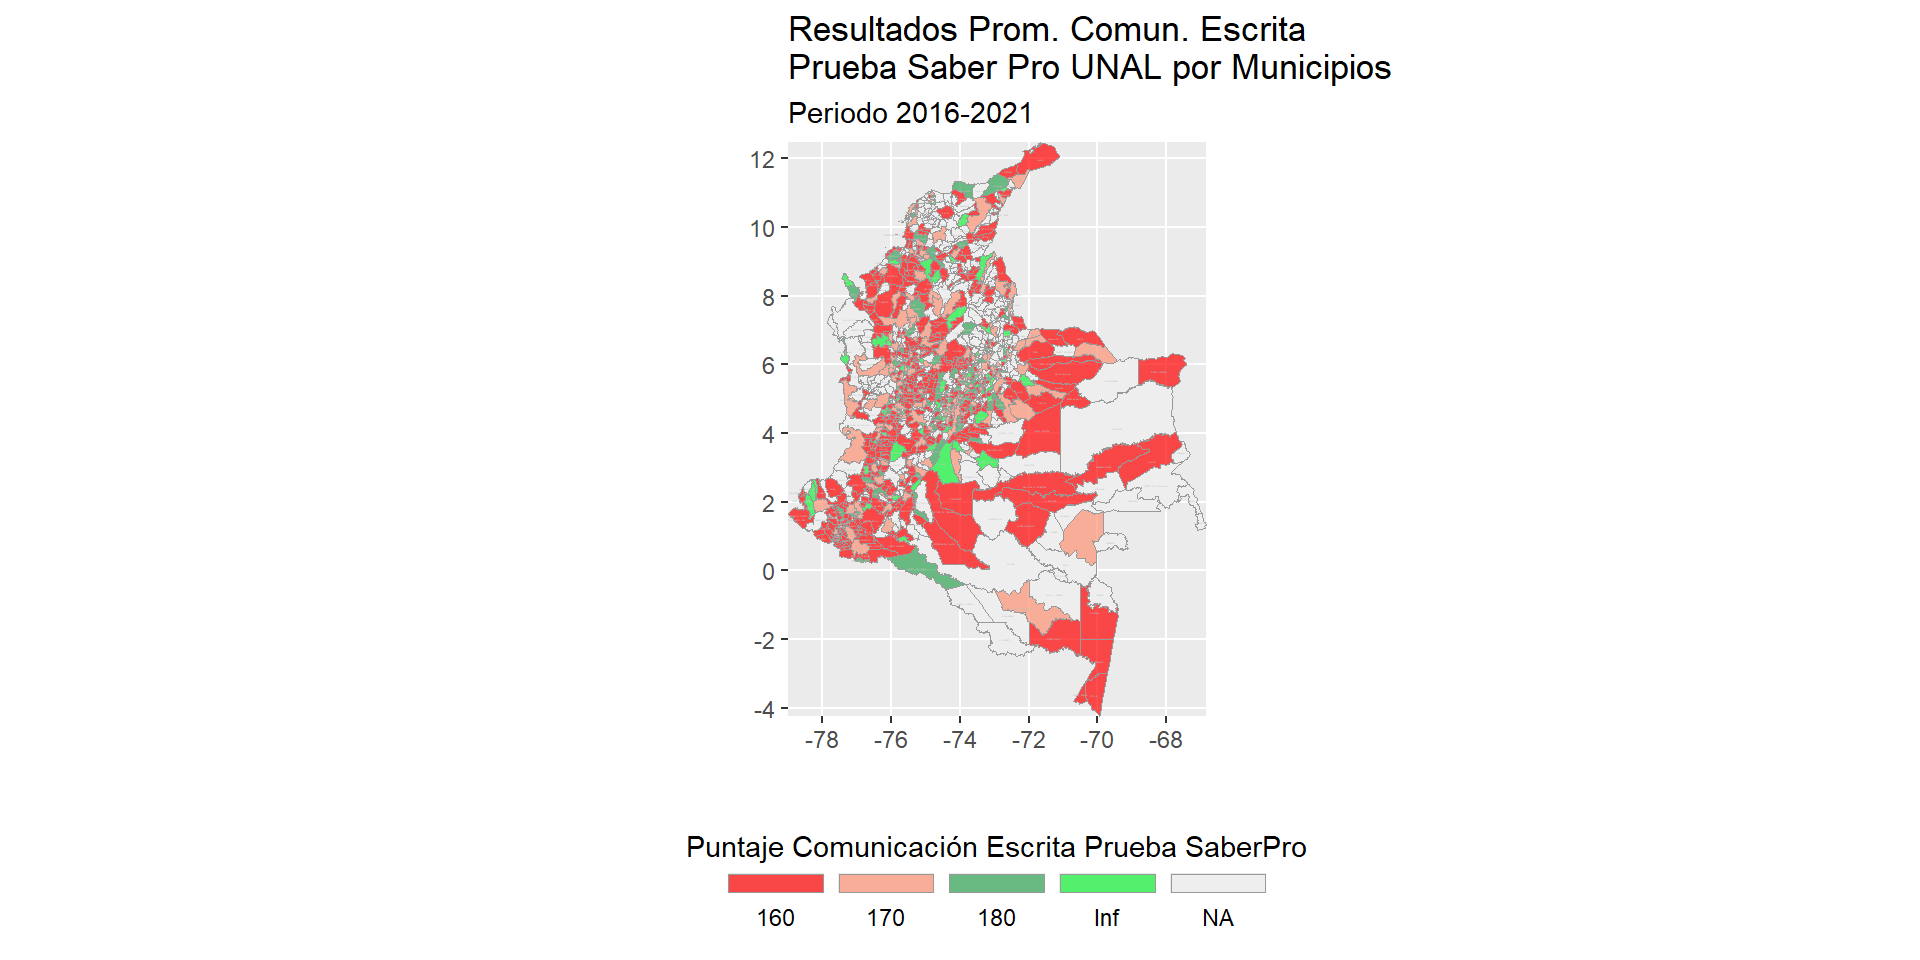 Resultados Prom. Comun. Escrita
Prueba Saber Pro UNAL por Municipios
Periodo 2016-2021
12
10
8
6
4
2
0
-2
-4
-78 -76 -74 -72 -70 -68
Puntaje Comunicación Escrita Prueba SaberPro
160 170 180 Inf NA